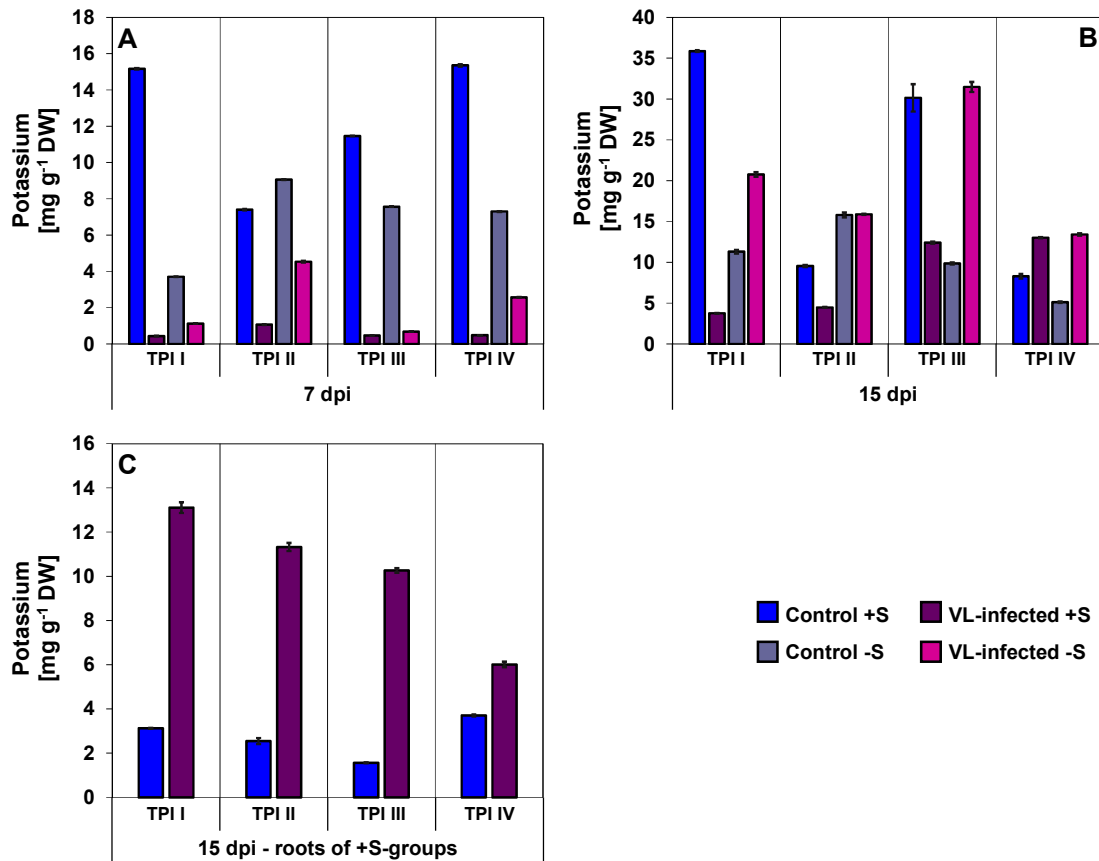 A
Potassium
[mg g⁻¹ DW]
18
16
14
12
10
8
6
4
2
0
TPI I TPI II TPI III TPI IV
7 dpi
B
Potassium
[mg g⁻¹ DW]
40
35
30
25
20
15
10
5
0
TPI I TPI II TPI III TPI IV
15 dpi
C
Potassium
[mg g⁻¹ DW]
16
14
12
10
8
6
4
2
0
TPI I TPI II TPI III TPI IV
15 dpi - roots of +S-groups
Control +S VL-infected +S
Control -S VL-infected -S